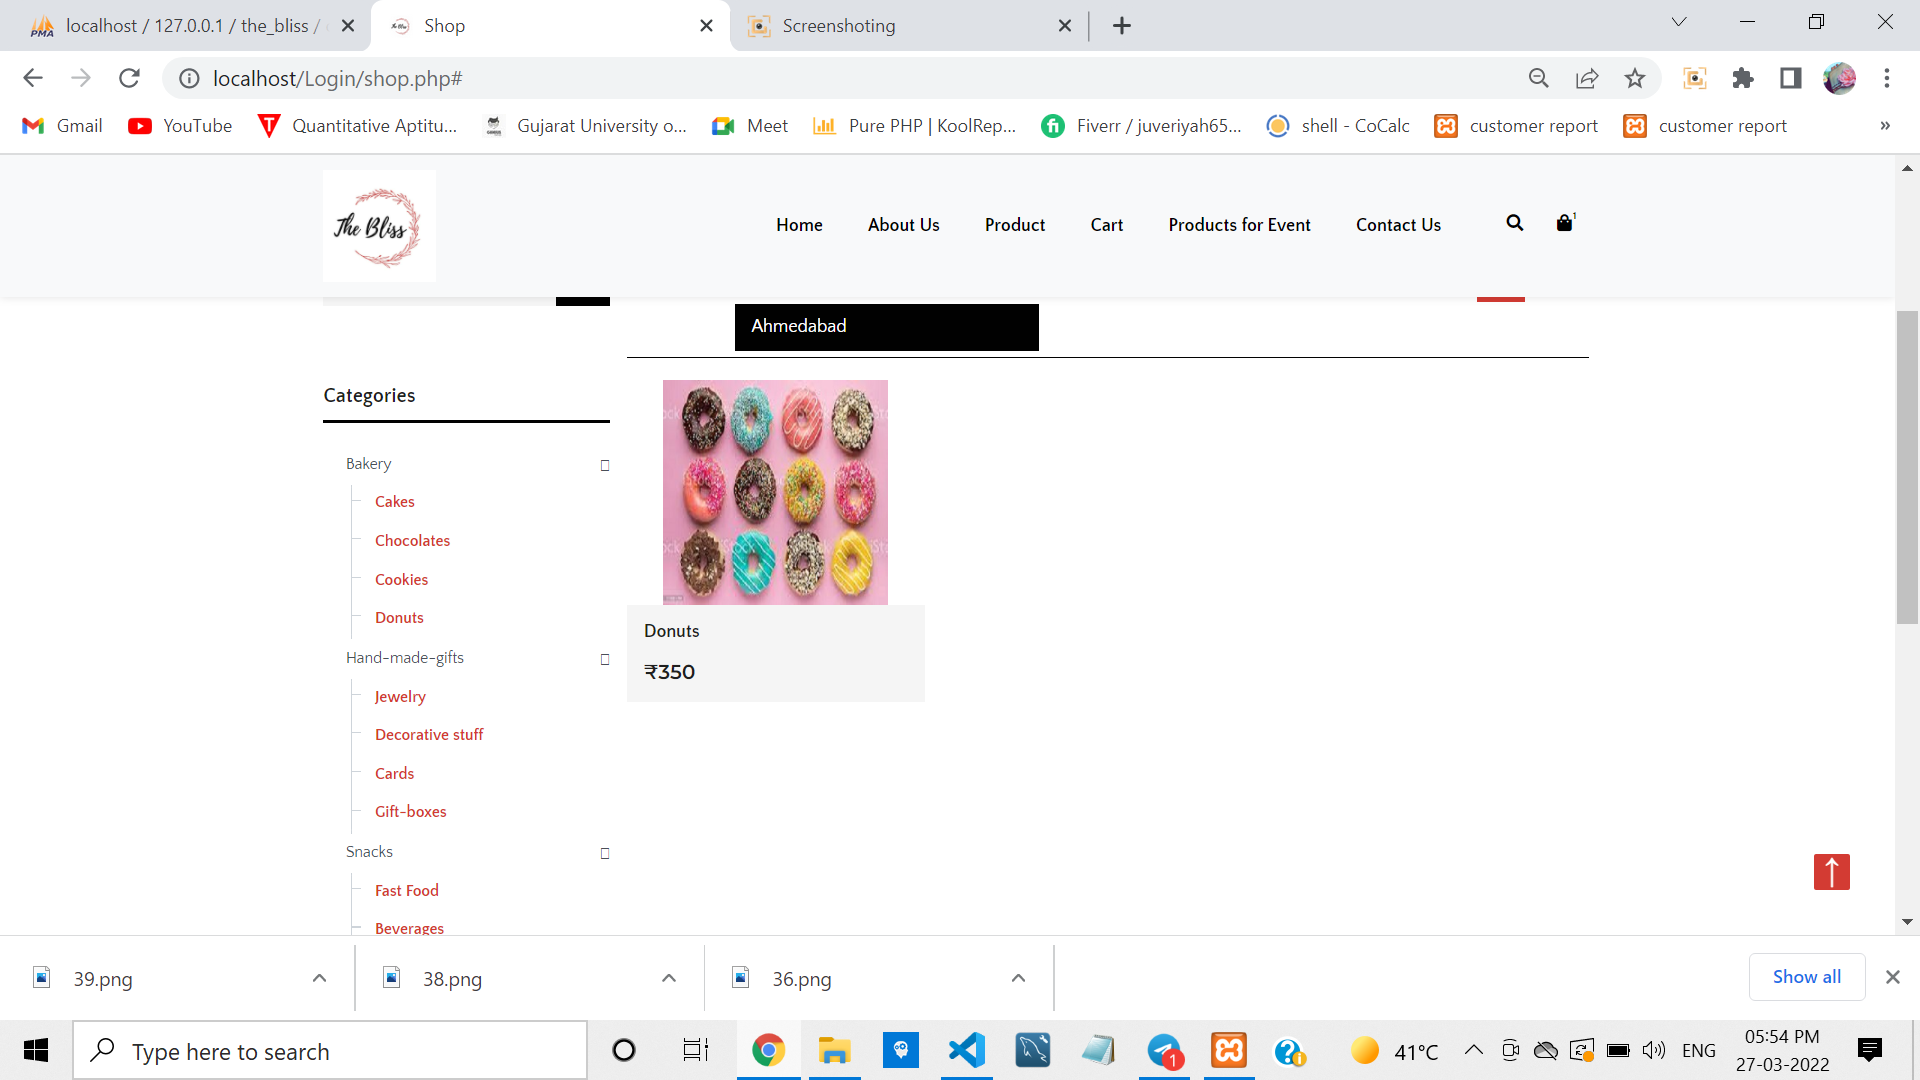 localhost / 127.0.0.1 / the_bliss /
Shop
Screenshoting
localhost/Login/shop.php#
Gmail
YouTube
Quantitative Aptitu...
Gujarat University o...
Meet
Pure PHP | KoolRep...
Fiverr / juveriyah65...
shell - CoCalc
customer report
customer report
»
The Bliss
Home
About Us
Product
Cart
Products for Event
Contact Us
1
Ahmedabad
Categories
Bakery
Cakes
Chocolates
Cookies
Donuts
Hand-made-gifts
Jewelry
Decorative stuff
Cards
Gift-boxes
Snacks
Fast Food
Beverages
Donuts
₹350
39.png
38.png
36.png
Show all
Type here to search
1
41°C
ENG
05:54 PM
27-03-2022